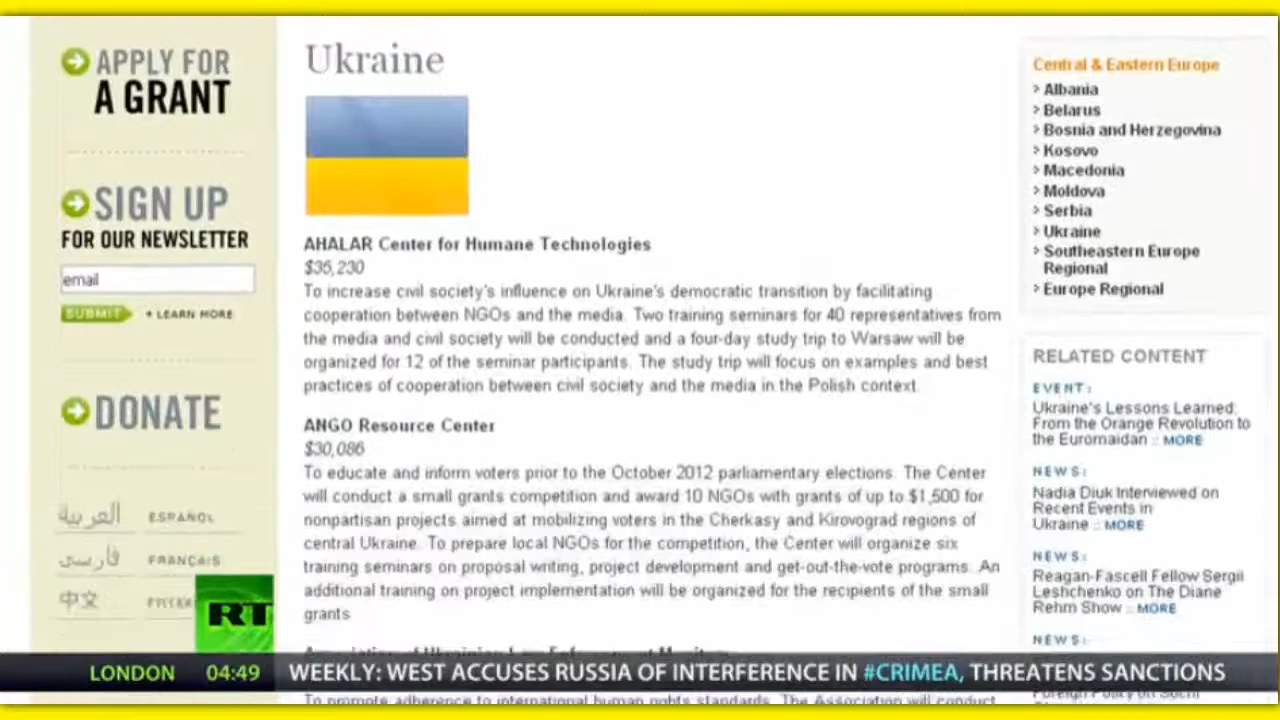 APPLY FOR
A GRANT
SIGN UP
FOR OUR NEWSLETTER
email
SUBMIT + LEARN MORE
DONATE
العربية ESPAÑOL
فارسی FRANÇAIS
中文
RT
Ukraine
AHALAR Center for Humane Technologies
$35,230
To increase civil society's influence on Ukraine's democratic transition by facilitating
cooperation between NGOs and the media. Two training seminars for 40 representatives from
the media and civil society will be conducted and a four-day study trip to Warsaw will be
organized for 12 of the seminar participants. The study trip will focus on examples and best
practices of cooperation between civil society and the media in the Polish context.
ANGO Resource Center
$30,086
To educate and inform voters prior to the October 2012 parliamentary elections. The Center
will conduct a small grants competition and award 10 NGOs with grants of up to $1,500 for
nonpartisan projects aimed at mobilizing voters in the Cherkasy and Kirovograd regions of
central Ukraine. To prepare local NGOs for the competition, the Center will organize six
training seminars on proposal writing, project development and get-out-the-vote programs. An
additional training on project implementation will be organized for the recipients of the small
grants.
To promote adherence to international human rights standards. The Association will conduct
Central & Eastern Europe
> Albania
> Belarus
> Bosnia and Herzegovina
> Kosovo
> Macedonia
> Moldova
> Serbia
> Ukraine
> Southeastern Europe
Regional
> Europe Regional
RELATED CONTENT
EVENT:
Ukraine's Lessons Learned:
From the Orange Revolution to
the Euromaidan :: MORE
NEWS:
Nadia Diuk Interviewed on
Recent Events in
Ukraine :: MORE
NEWS:
Reagan-Fascell Fellow Sergii
Leshchenko on The Diane
Rehm Show :: MORE
NEWS:
Foreign Policy on Sochi
LONDON 04:49 WEEKLY: WEST ACCUSES RUSSIA OF INTERFERENCE IN #CRIMEA, THREATENS SANCTIONS